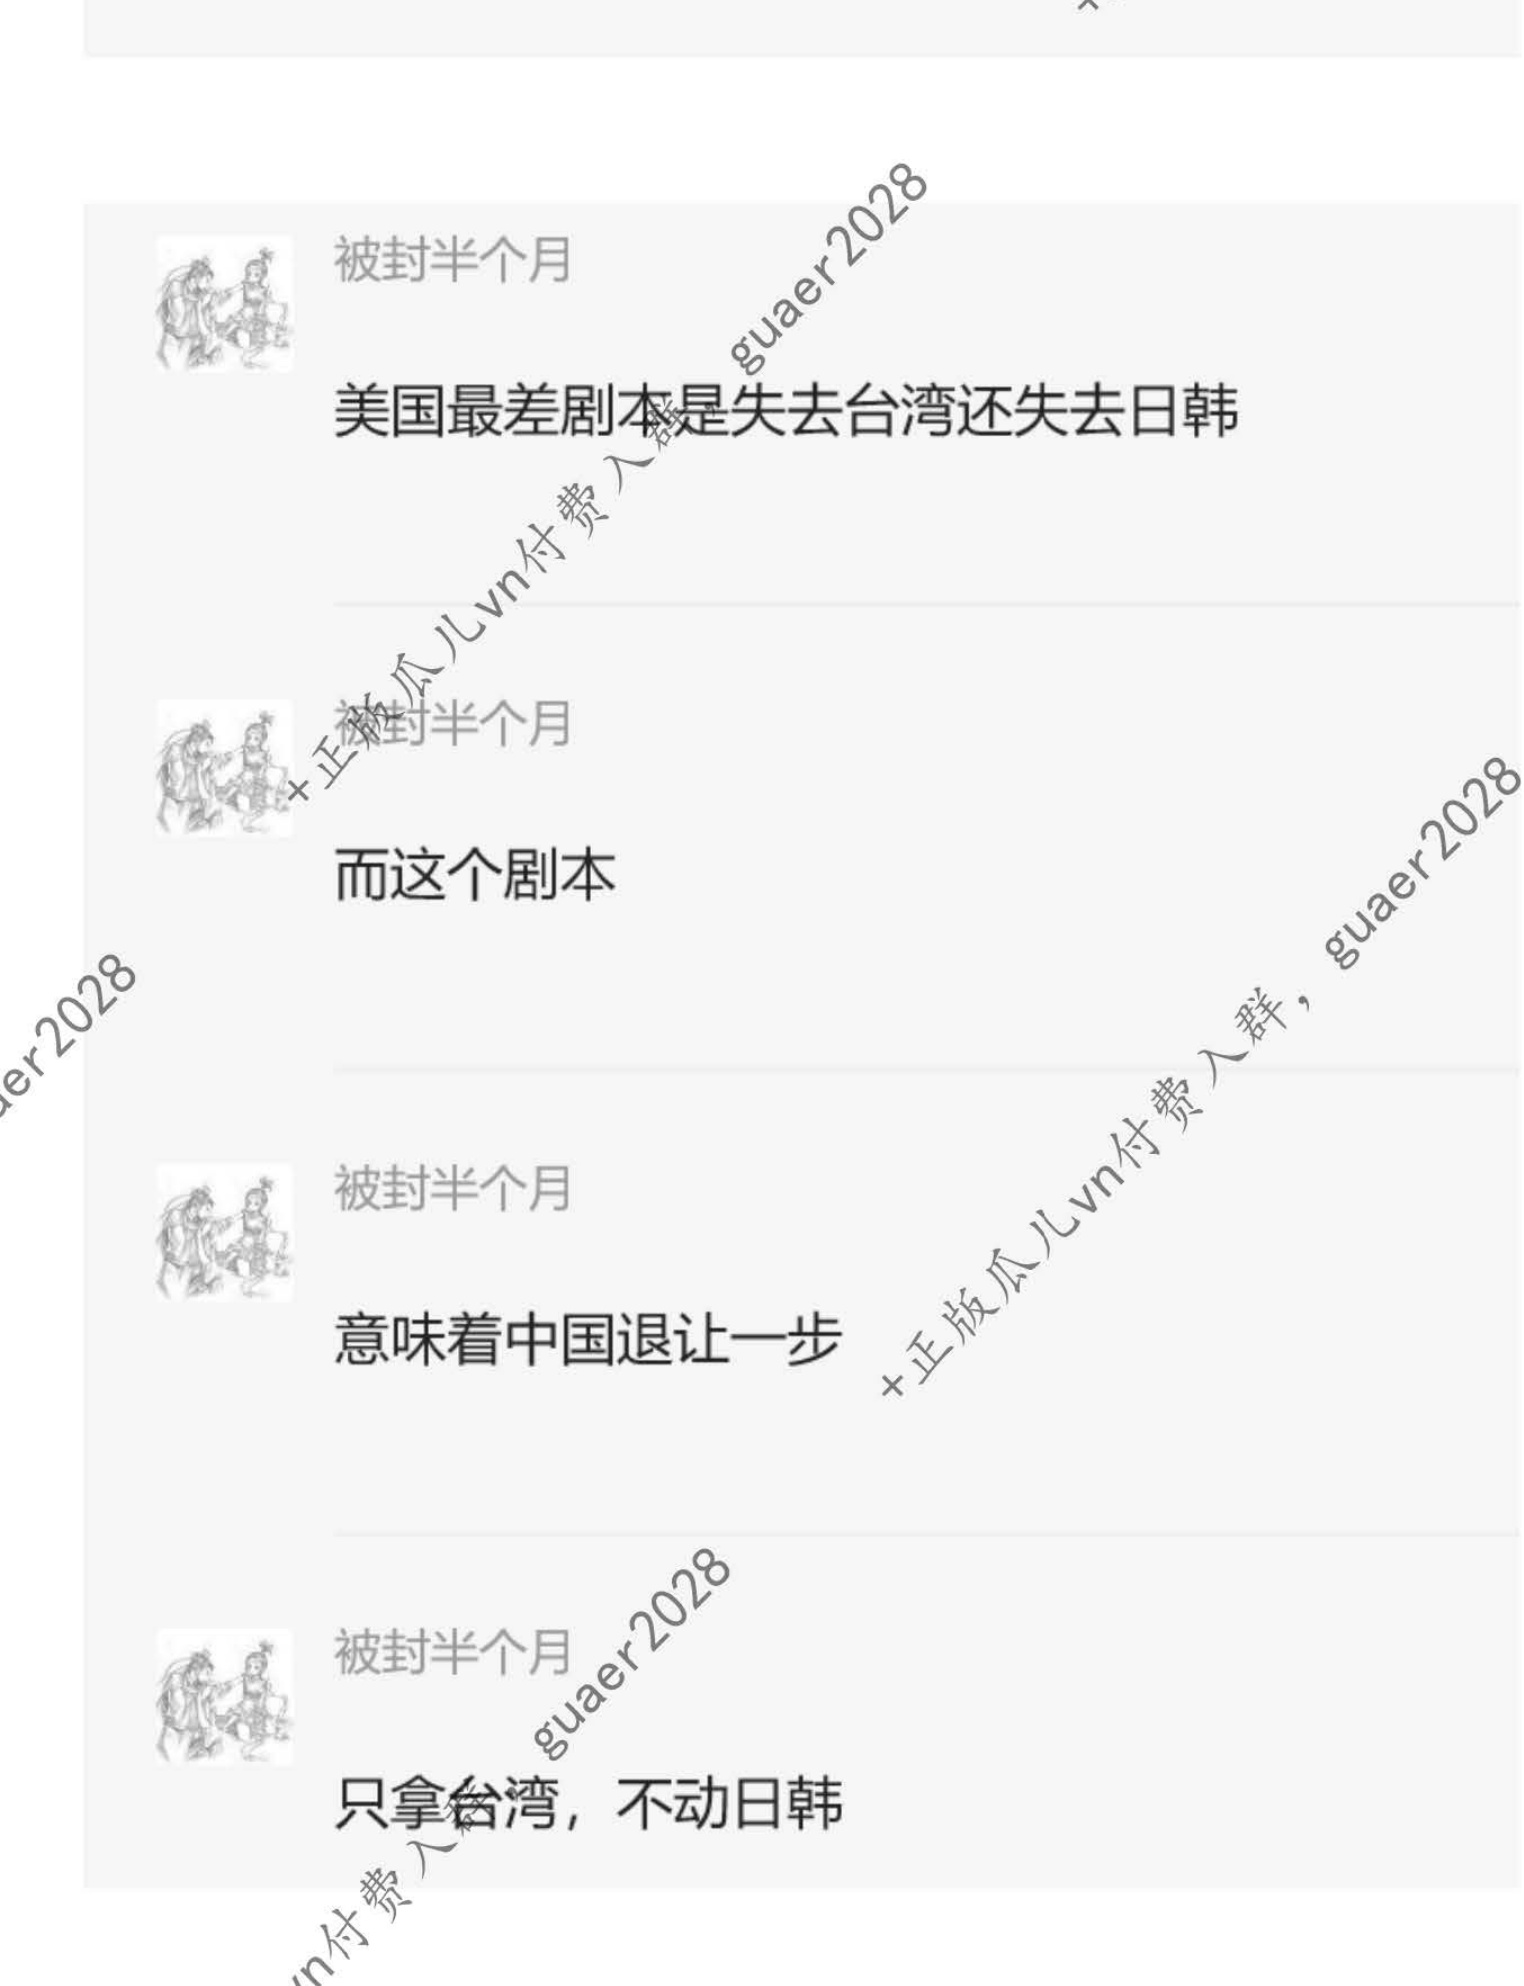 被封半个月
美国最差剧本是失去台湾还失去日韩
被封半个月
而这个剧本
被封半个月
意味着中国退让一步
被封半个月
只拿台湾，不动日韩
+正版瓜儿vn付费入群，guaer2028
+正版瓜儿vn付费入群，guaer2028
er2028
vn付费入群，guaer2028